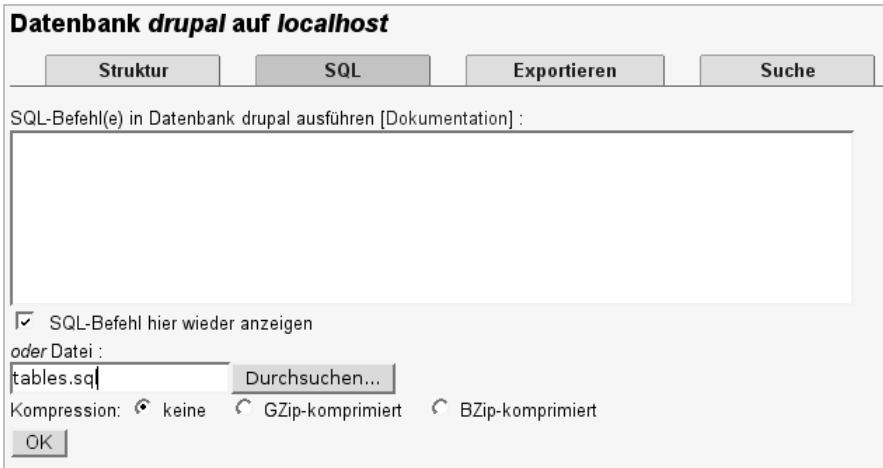 Datenbank drupal auf localhost
Struktur SQL Exportieren Suche
SQL-Befehl(e) in Datenbank drupal ausführen [Dokumentation] :
SQL-Befehl hier wieder anzeigen
oder Datei :
tables.sql Durchsuchen...
Kompression: keine GZip-komprimiert BZip-komprimiert
OK